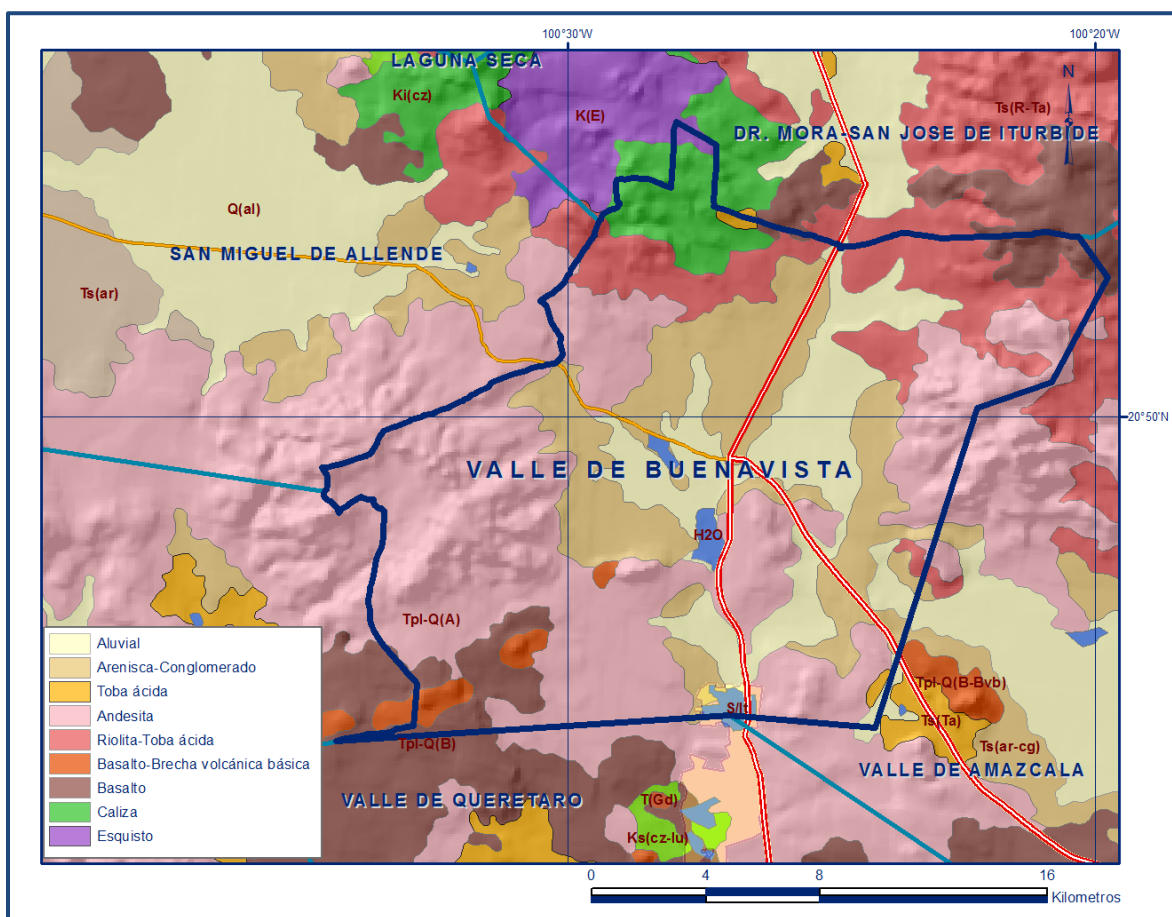 100°30'W
100°20'W
LAGUNA SECA
N
Ki(cz)
K(E)
Ts(R-Ta)
DR. MORA-SAN JOSE DE ITURBIDE
Q(al)
SAN MIGUEL DE ALLENDE
Ts(ar)
20°50'N
VALLE DE BUENAVISTA
H2O
Tpl-Q(A)
Aluvial
Arenisca-Conglomerado
Toba ácida
Andesita
Riolita-Toba ácida
Basalto-Brecha volcánica básica
Basalto
Caliza
Esquisto
Tpl-Q(B-Bvb)
S/It
Ts(Ta)
Tpl-Q(B)
Ts(ar-cg)
VALLE DE AMAZCALA
VALLE DE QUERETARO
T(Gd)
Ks(cz-lu)
0 4 8 16
Kilometros